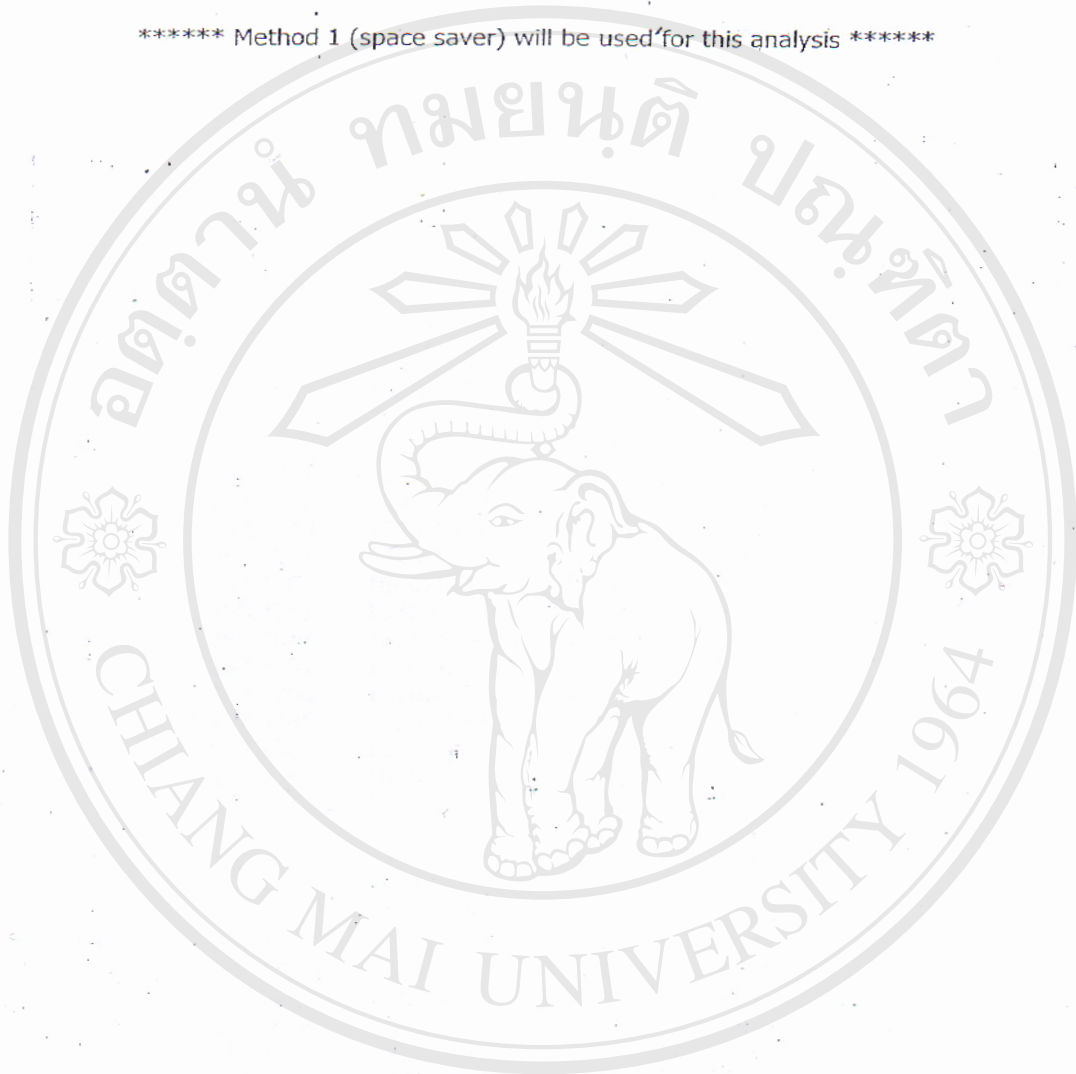 ****** Method 1 (space saver) will be used for this analysis ******
อตฺตานํ ทมยนฺติ ปณฺฑิตา
CHIANG MAI UNIVERSITY 1964